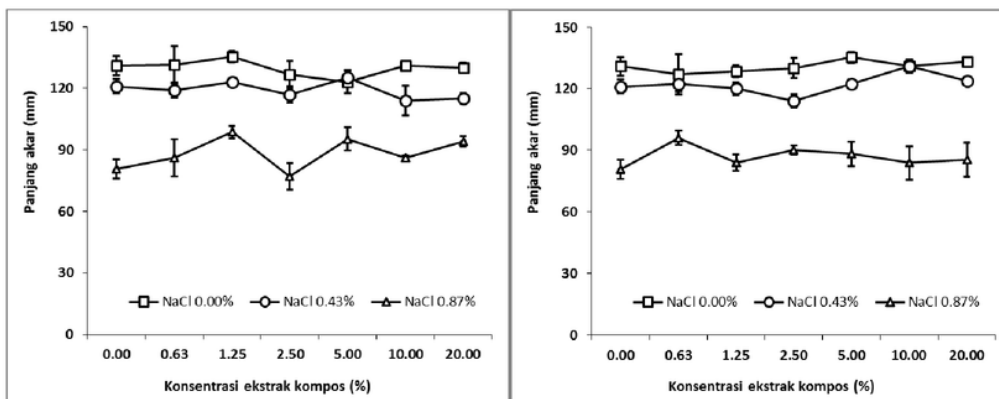 150
120
90
60
30
0
Panjang akar (mm)
NaCl 0.00% NaCl 0.43% NaCl 0.87%
0.00 0.63 1.25 2.50 5.00 10.00 20.00
Konsentrasi ekstrak kompos (%)
150
120
90
60
30
0
Panjang akar (mm)
NaCl 0.00% NaCl 0.43% NaCl 0.87%
0.00 0.63 1.25 2.50 5.00 10.00 20.00
Konsentrasi ekstrak kompos (%)